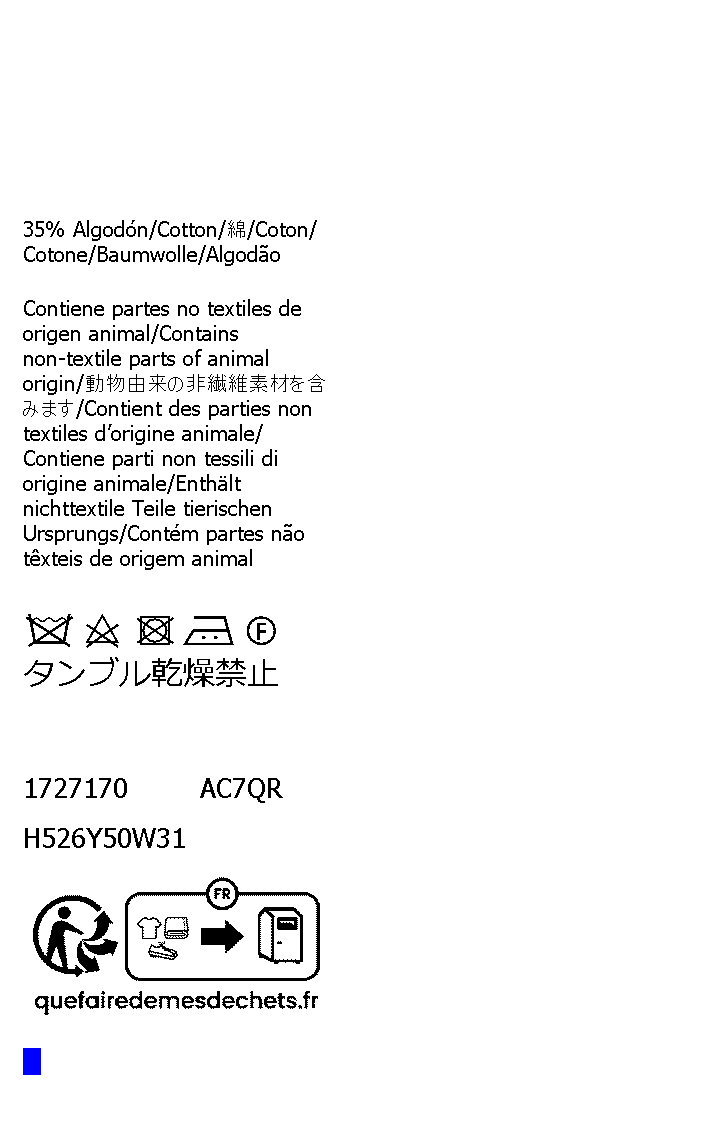 35% Algodón/Cotton/綿/Coton/
Cotone/Baumwolle/Algodão
Contiene partes no textiles de
origen animal/Contains
non-textile parts of animal
origin/動物由来の非繊維素材を含
みます/Contient des parties non
textiles d’origine animale/
Contiene parti non tessili di
origine animale/Enthält
nichttextile Teile tierischen
Ursprungs/Contém partes não
têxteis de origem animal
F
タンブル乾燥禁止
1727170 AC7QR
H526Y50W31
FR
quefairedemesdechets.fr